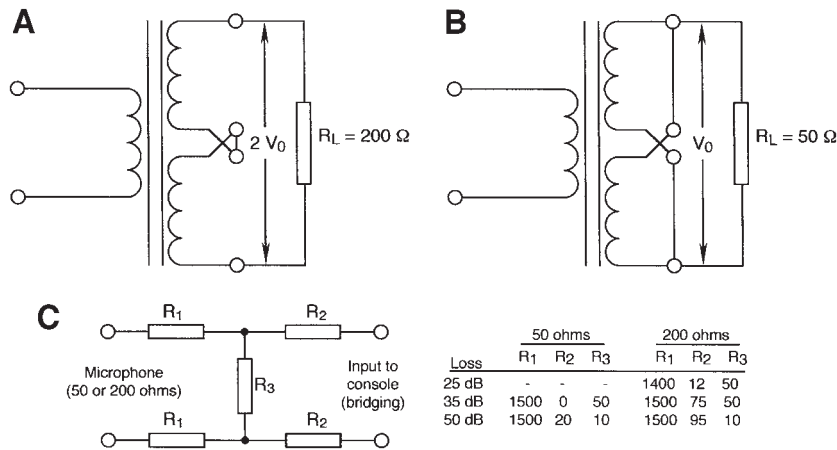 A
2 V₀
R_L = 200 Ω
B
V₀
R_L = 50 Ω
C
R₁
R₂
Microphone
(50 or 200 ohms)
R₃
Input to
console
(bridging)
R₁
R₂
50 ohms 200 ohms
Loss R₁ R₂ R₃ R₁ R₂ R₃
25 dB - - - 1400 12 50
35 dB 1500 0 50 1500 75 50
50 dB 1500 20 10 1500 95 10